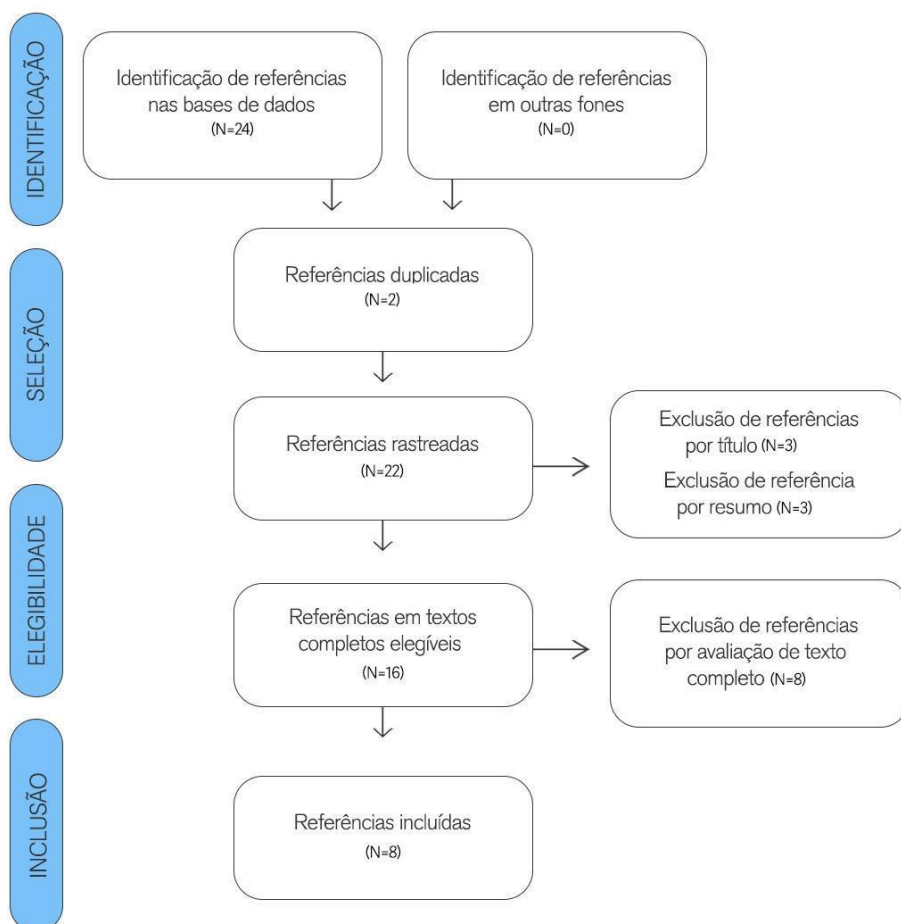 IDENTIFICAÇÃO
Identificação de referências
nas bases de dados
(N=24)
Identificação de referências
em outras fones
(N=0)
SELEÇÃO
Referências duplicadas
(N=2)
Referências rastreadas
(N=22)
Exclusão de referências
por título (N=3)
Exclusão de referência
por resumo (N=3)
ELEGIBILIDADE
Referências em textos
completos elegíveis
(N=16)
Exclusão de referências
por avaliação de texto
completo (N=8)
INCLUSÃO
Referências incluídas
(N=8)